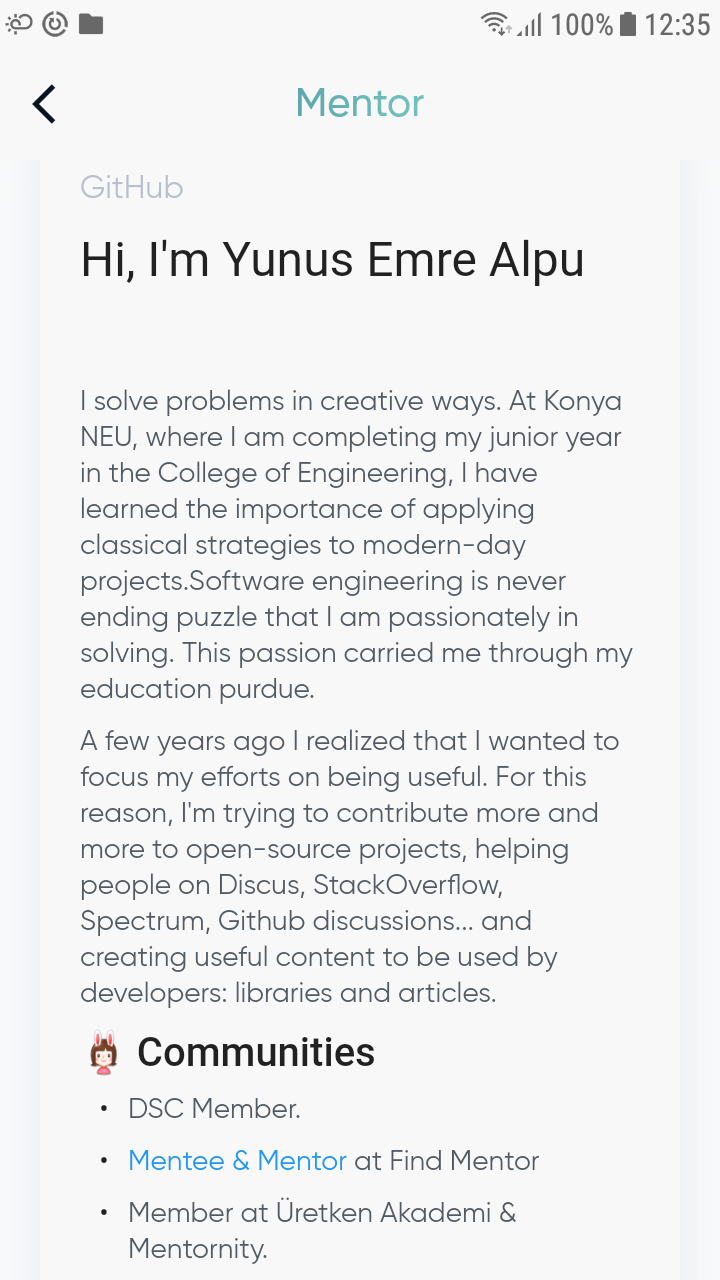 100% 12:35
Mentor
GitHub
Hi, I'm Yunus Emre Alpu
I solve problems in creative ways. At Konya
NEU, where I am completing my junior year
in the College of Engineering, I have
learned the importance of applying
classical strategies to modern-day
projects.Software engineering is never
ending puzzle that I am passionately in
solving. This passion carried me through my
education purdue.
A few years ago I realized that I wanted to
focus my efforts on being useful. For this
reason, I'm trying to contribute more and
more to open-source projects, helping
people on Discus, StackOverflow,
Spectrum, Github discussions... and
creating useful content to be used by
developers: libraries and articles.
Communities
• DSC Member.
• Mentee & Mentor at Find Mentor
• Member at Üretken Akademi &
Mentornity.